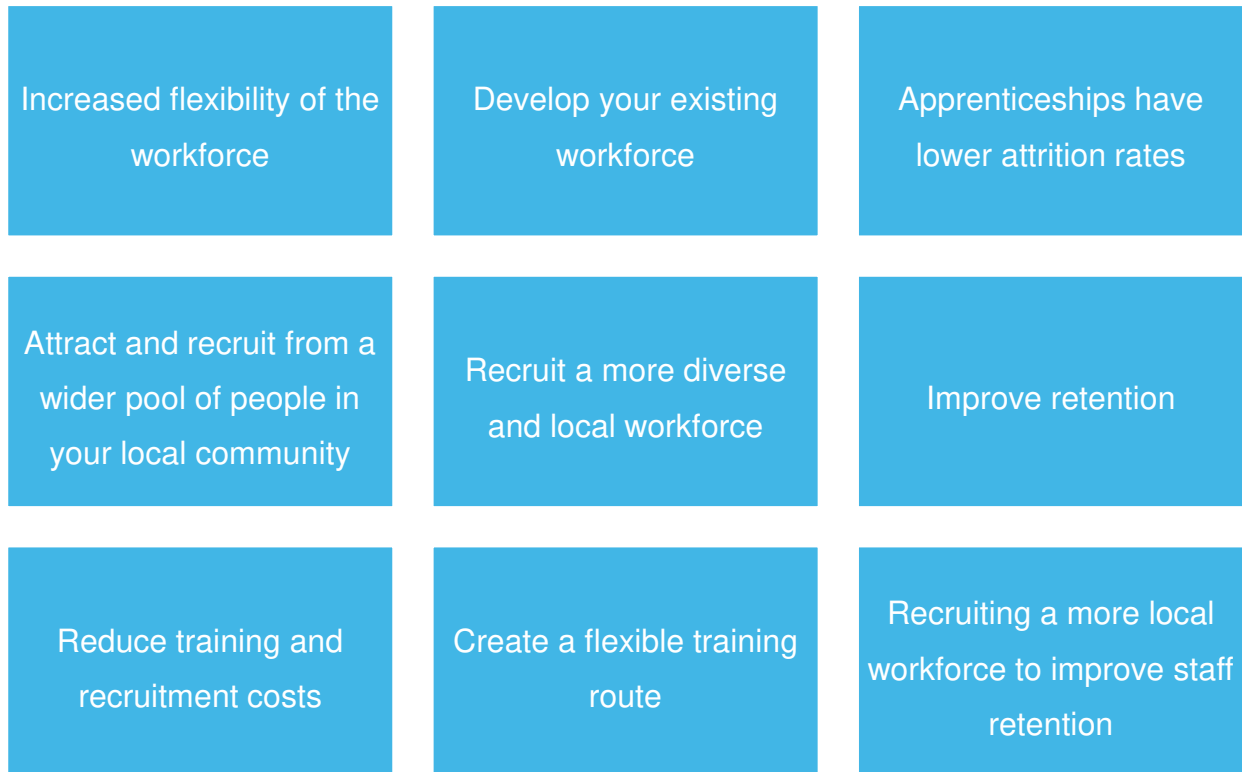 Increased flexibility of the
workforce
Develop your existing
workforce
Apprenticeships have
lower attrition rates
Attract and recruit from a
wider pool of people in
your local community
Recruit a more diverse
and local workforce
Improve retention
Reduce training and
recruitment costs
Create a flexible training
route
Recruiting a more local
workforce to improve staff
retention